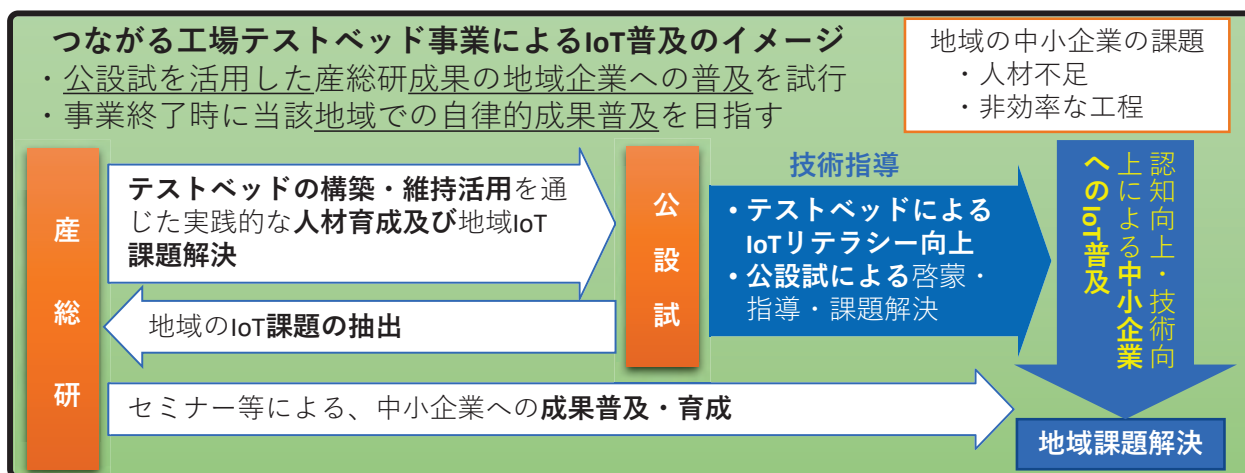 つながる工場テストベッド事業によるIoT普及のイメージ
・公設試を活用した産総研成果の地域企業への普及を試行
・事業終了時に当該地域での自律的成果普及を目指す
地域の中小企業の課題
・人材不足
・非効率な工程
産総研
テストベッドの構築・維持活用を通
じた実践的な人材育成及び地域IoT
課題解決
地域のIoT課題の抽出
公設試
技術指導
・テストベッドによる
IoTリテラシー向上
・公設試による啓蒙・
指導・課題解決
認知向上・技術向
上による中小企業
へのIoT普及
セミナー等による、中小企業への成果普及・育成
地域課題解決